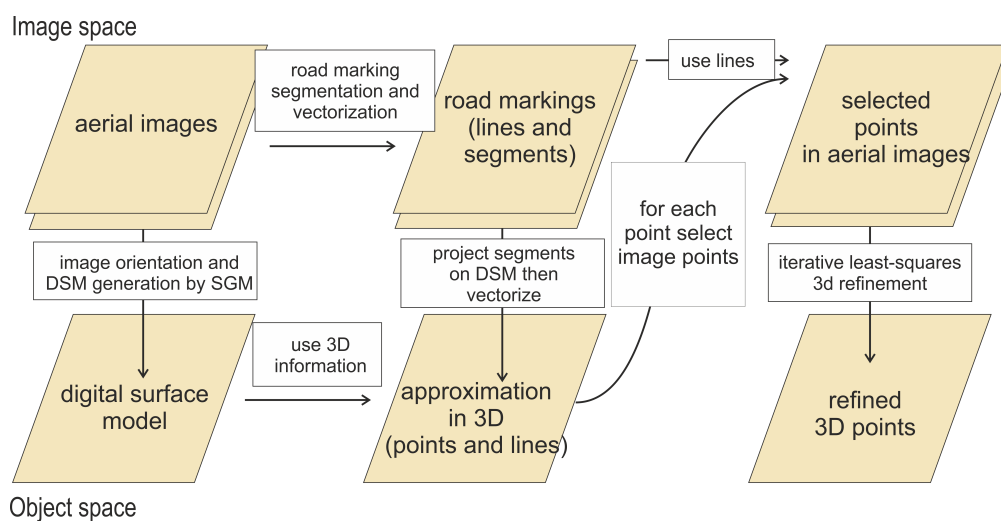 Image space
aerial images
road marking
segmentation and
vectorization
road markings
(lines and
segments)
use lines
selected
points
in aerial images
image orientation and
DSM generation by SGM
project segments
on DSM then
vectorize
for each
point select
image points
iterative least-squares
3d refinement
digital surface
model
use 3D
information
approximation
in 3D
(points and lines)
refined
3D points
Object space